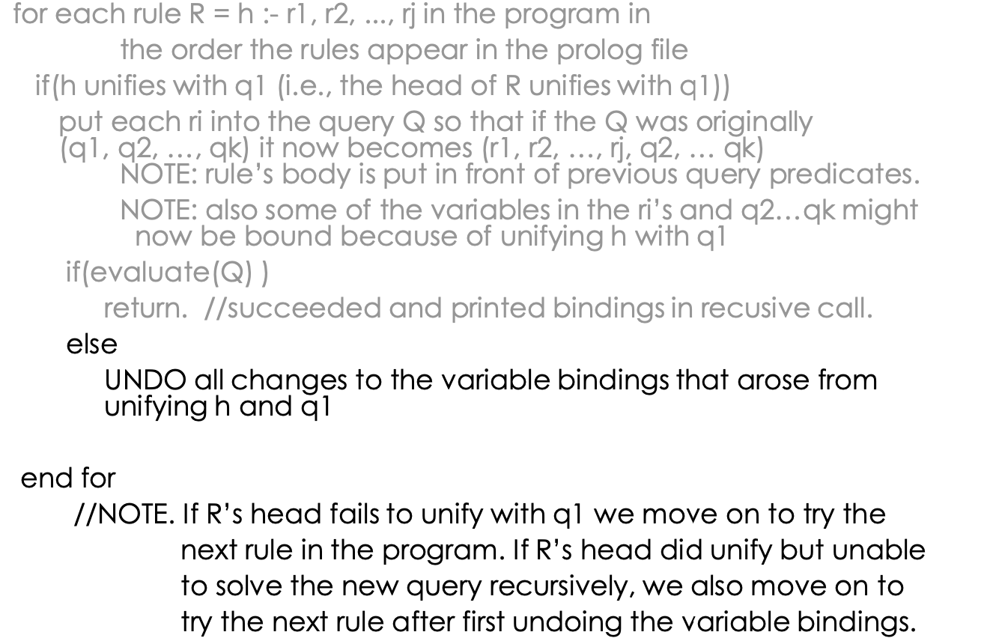 for each rule R = h :- r1, r2, ..., rj in the program in
the order the rules appear in the prolog file
if(h unifies with q1 (i.e., the head of R unifies with q1))
put each ri into the query Q so that if the Q was originally
(q1, q2, …, qk) it now becomes (r1, r2, …, rj, q2, … qk)
NOTE: rule’s body is put in front of previous query predicates.
NOTE: also some of the variables in the ri’s and q2…qk might
now be bound because of unifying h with q1
if(evaluate(Q) )
return. //succeeded and printed bindings in recusive call.
else
UNDO all changes to the variable bindings that arose from
unifying h and q1
end for
//NOTE. If R’s head fails to unify with q1 we move on to try the
next rule in the program. If R’s head did unify but unable
to solve the new query recursively, we also move on to
try the next rule after first undoing the variable bindings.